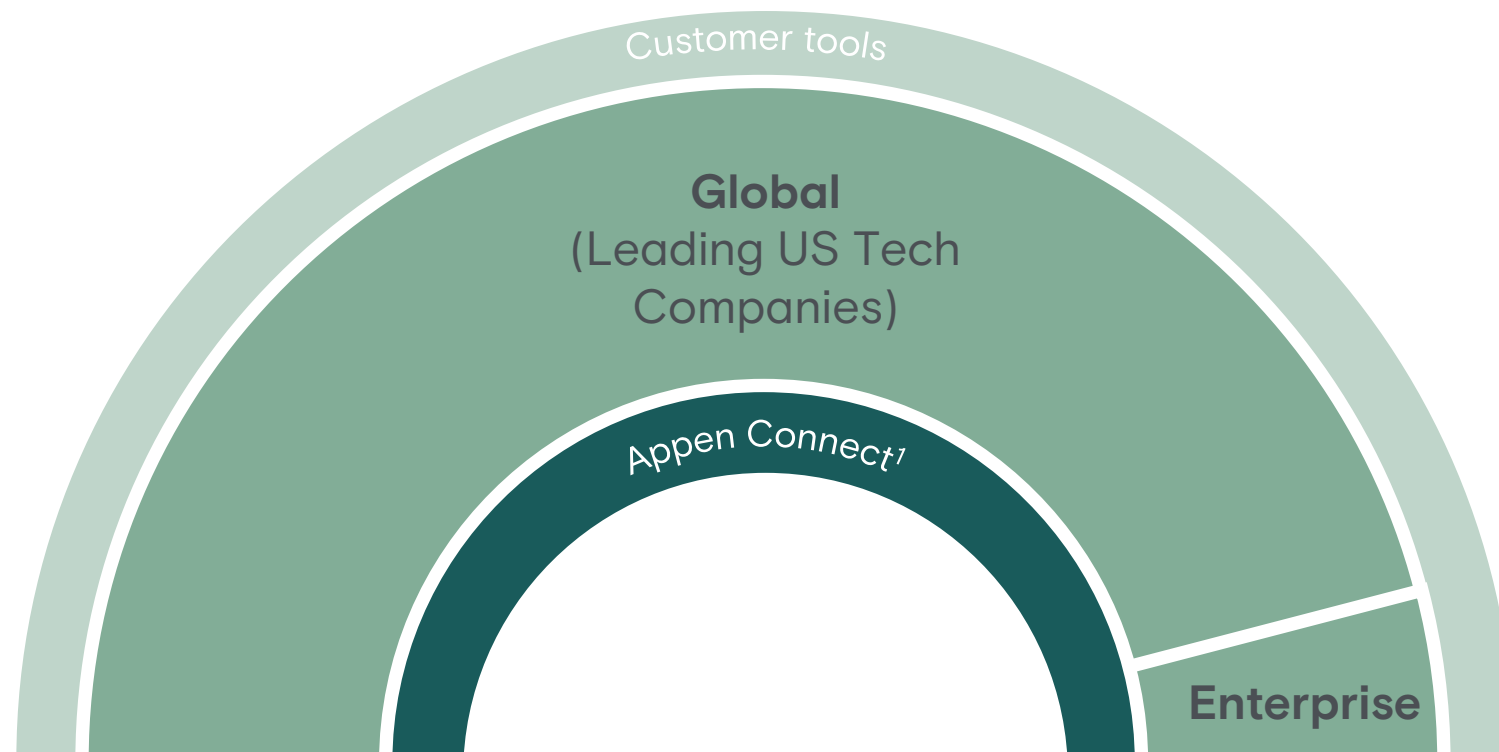 Customer tools
Global
(Leading US Tech
Companies)
Appen Connect¹
Enterprise